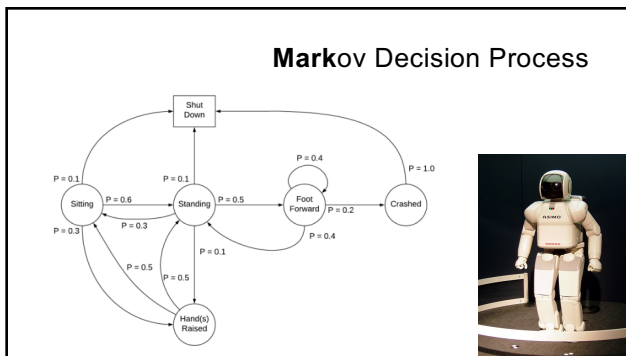 Markov Decision Process
Shut
Down
P = 0.4
P = 1.0
P = 0.1
P = 0.1
P = 0.6
P = 0.5
P = 0.2
Sitting
Standing
Foot
Forward
Crashed
P = 0.3
P = 0.3
P = 0.4
P = 0.1
P = 0.5
P = 0.5
Hand(s)
Raised
ASIMO